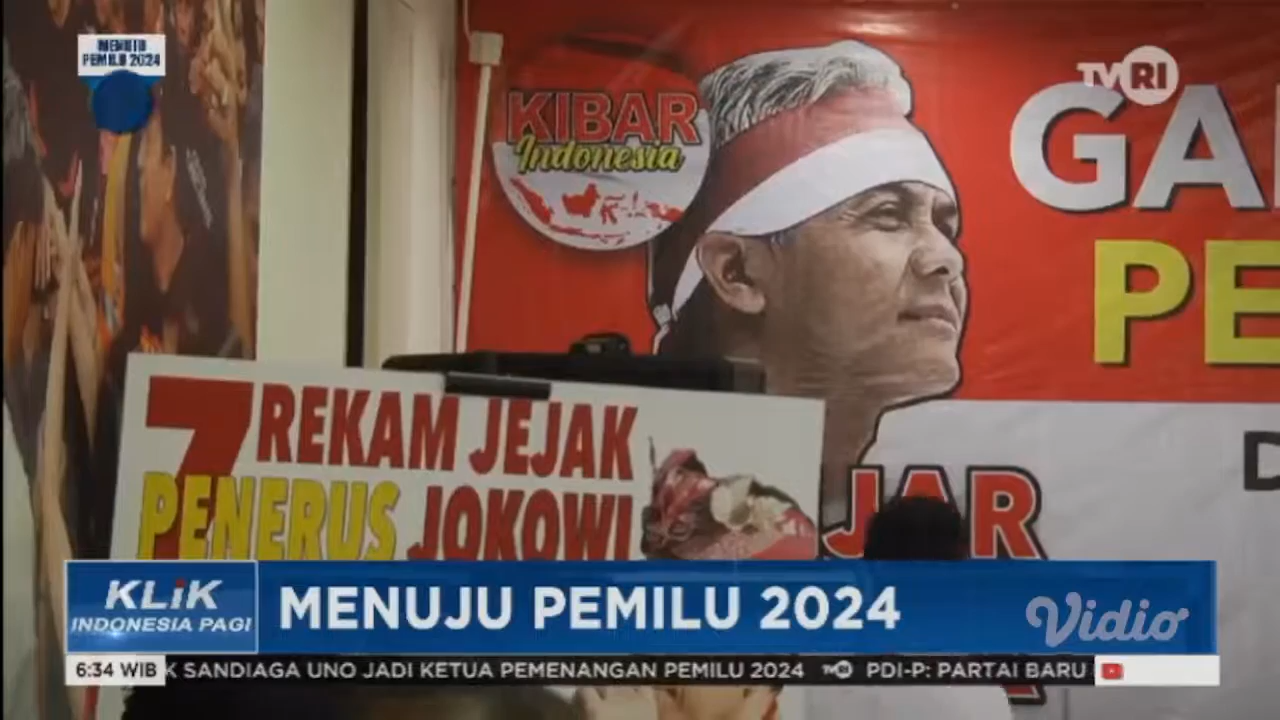 MENUJU
PEMILU 2024
TVRI
KIBAR
Indonesia
GA
PE
D
7 REKAM JEJAK
PENERUS JOKOWI
JAR
KLiK
INDONESIA PAGI
MENUJU PEMILU 2024
Vidio
6:34 WIB
K SANDIAGA UNO JADI KETUA PEMENANGAN PEMILU 2024 TVRI PDI-P: PARTAI BARU